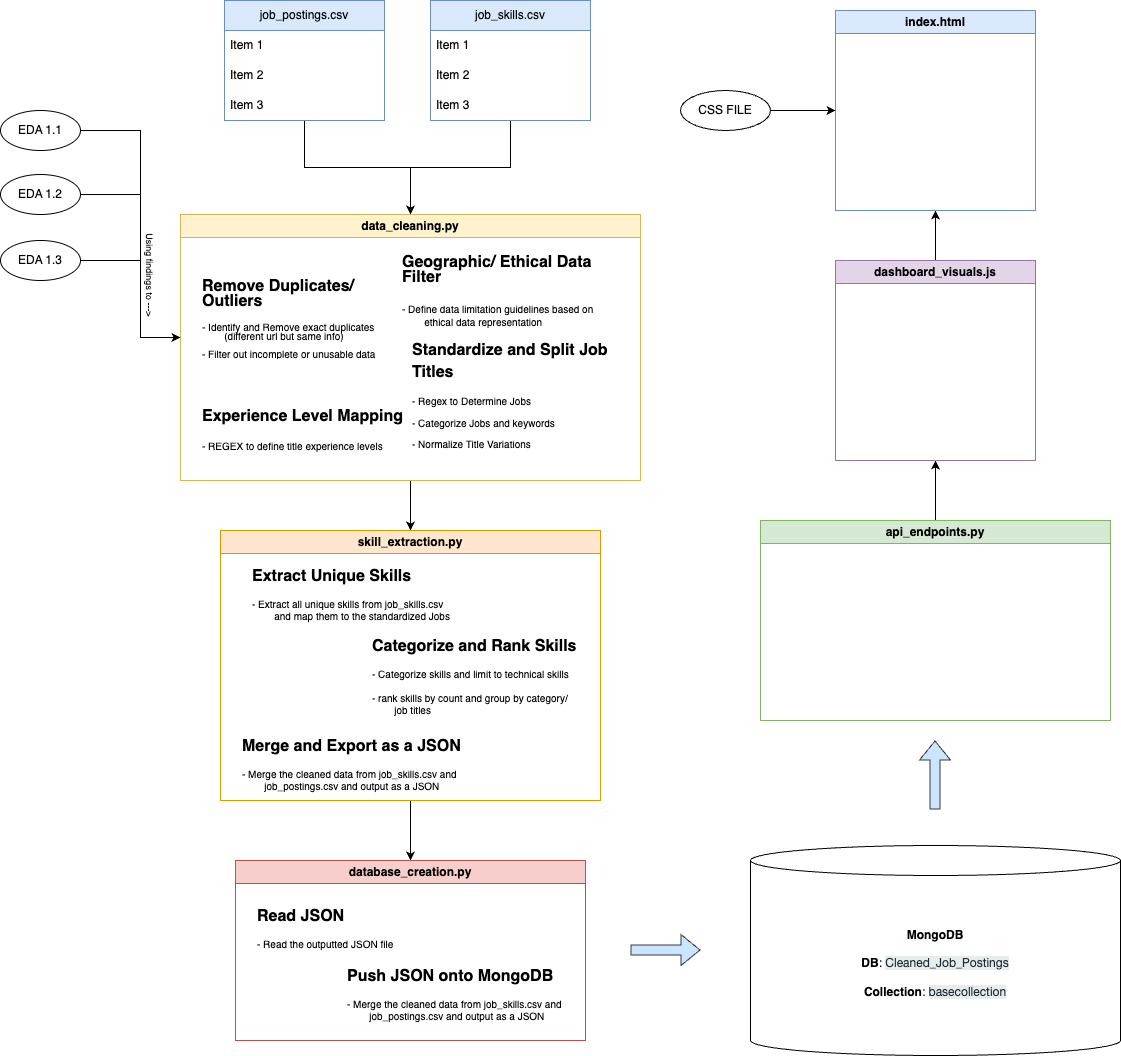 job_postings.csv
Item 1
Item 2
Item 3
job_skills.csv
Item 1
Item 2
Item 3
EDA 1.1
EDA 1.2
EDA 1.3
Using findings to --->
data_cleaning.py
Remove Duplicates/
Outliers
- Identify and Remove exact duplicates
(different url but same info)
- Filter out incomplete or unusable data
Experience Level Mapping
- REGEX to define title experience levels
Geographic/ Ethical Data
Filter
- Define data limitation guidelines based on
ethical data representation
Standardize and Split Job
Titles
- Regex to Determine Jobs
- Categorize Jobs and keywords
- Normalize Title Variations
skill_extraction.py
Extract Unique Skills
- Extract all unique skills from job_skills.csv
and map them to the standardized Jobs
Categorize and Rank Skills
- Categorize skills and limit to technical skills
- rank skills by count and group by category/
job titles
Merge and Export as a JSON
- Merge the cleaned data from job_skills.csv and
job_postings.csv and output as a JSON
database_creation.py
Read JSON
- Read the outputted JSON file
Push JSON onto MongoDB
- Merge the cleaned data from job_skills.csv and
job_postings.csv and output as a JSON
MongoDB
DB: Cleaned_Job_Postings
Collection: basecollection
api_endpoints.py
dashboard_visuals.js
CSS FILE
index.html